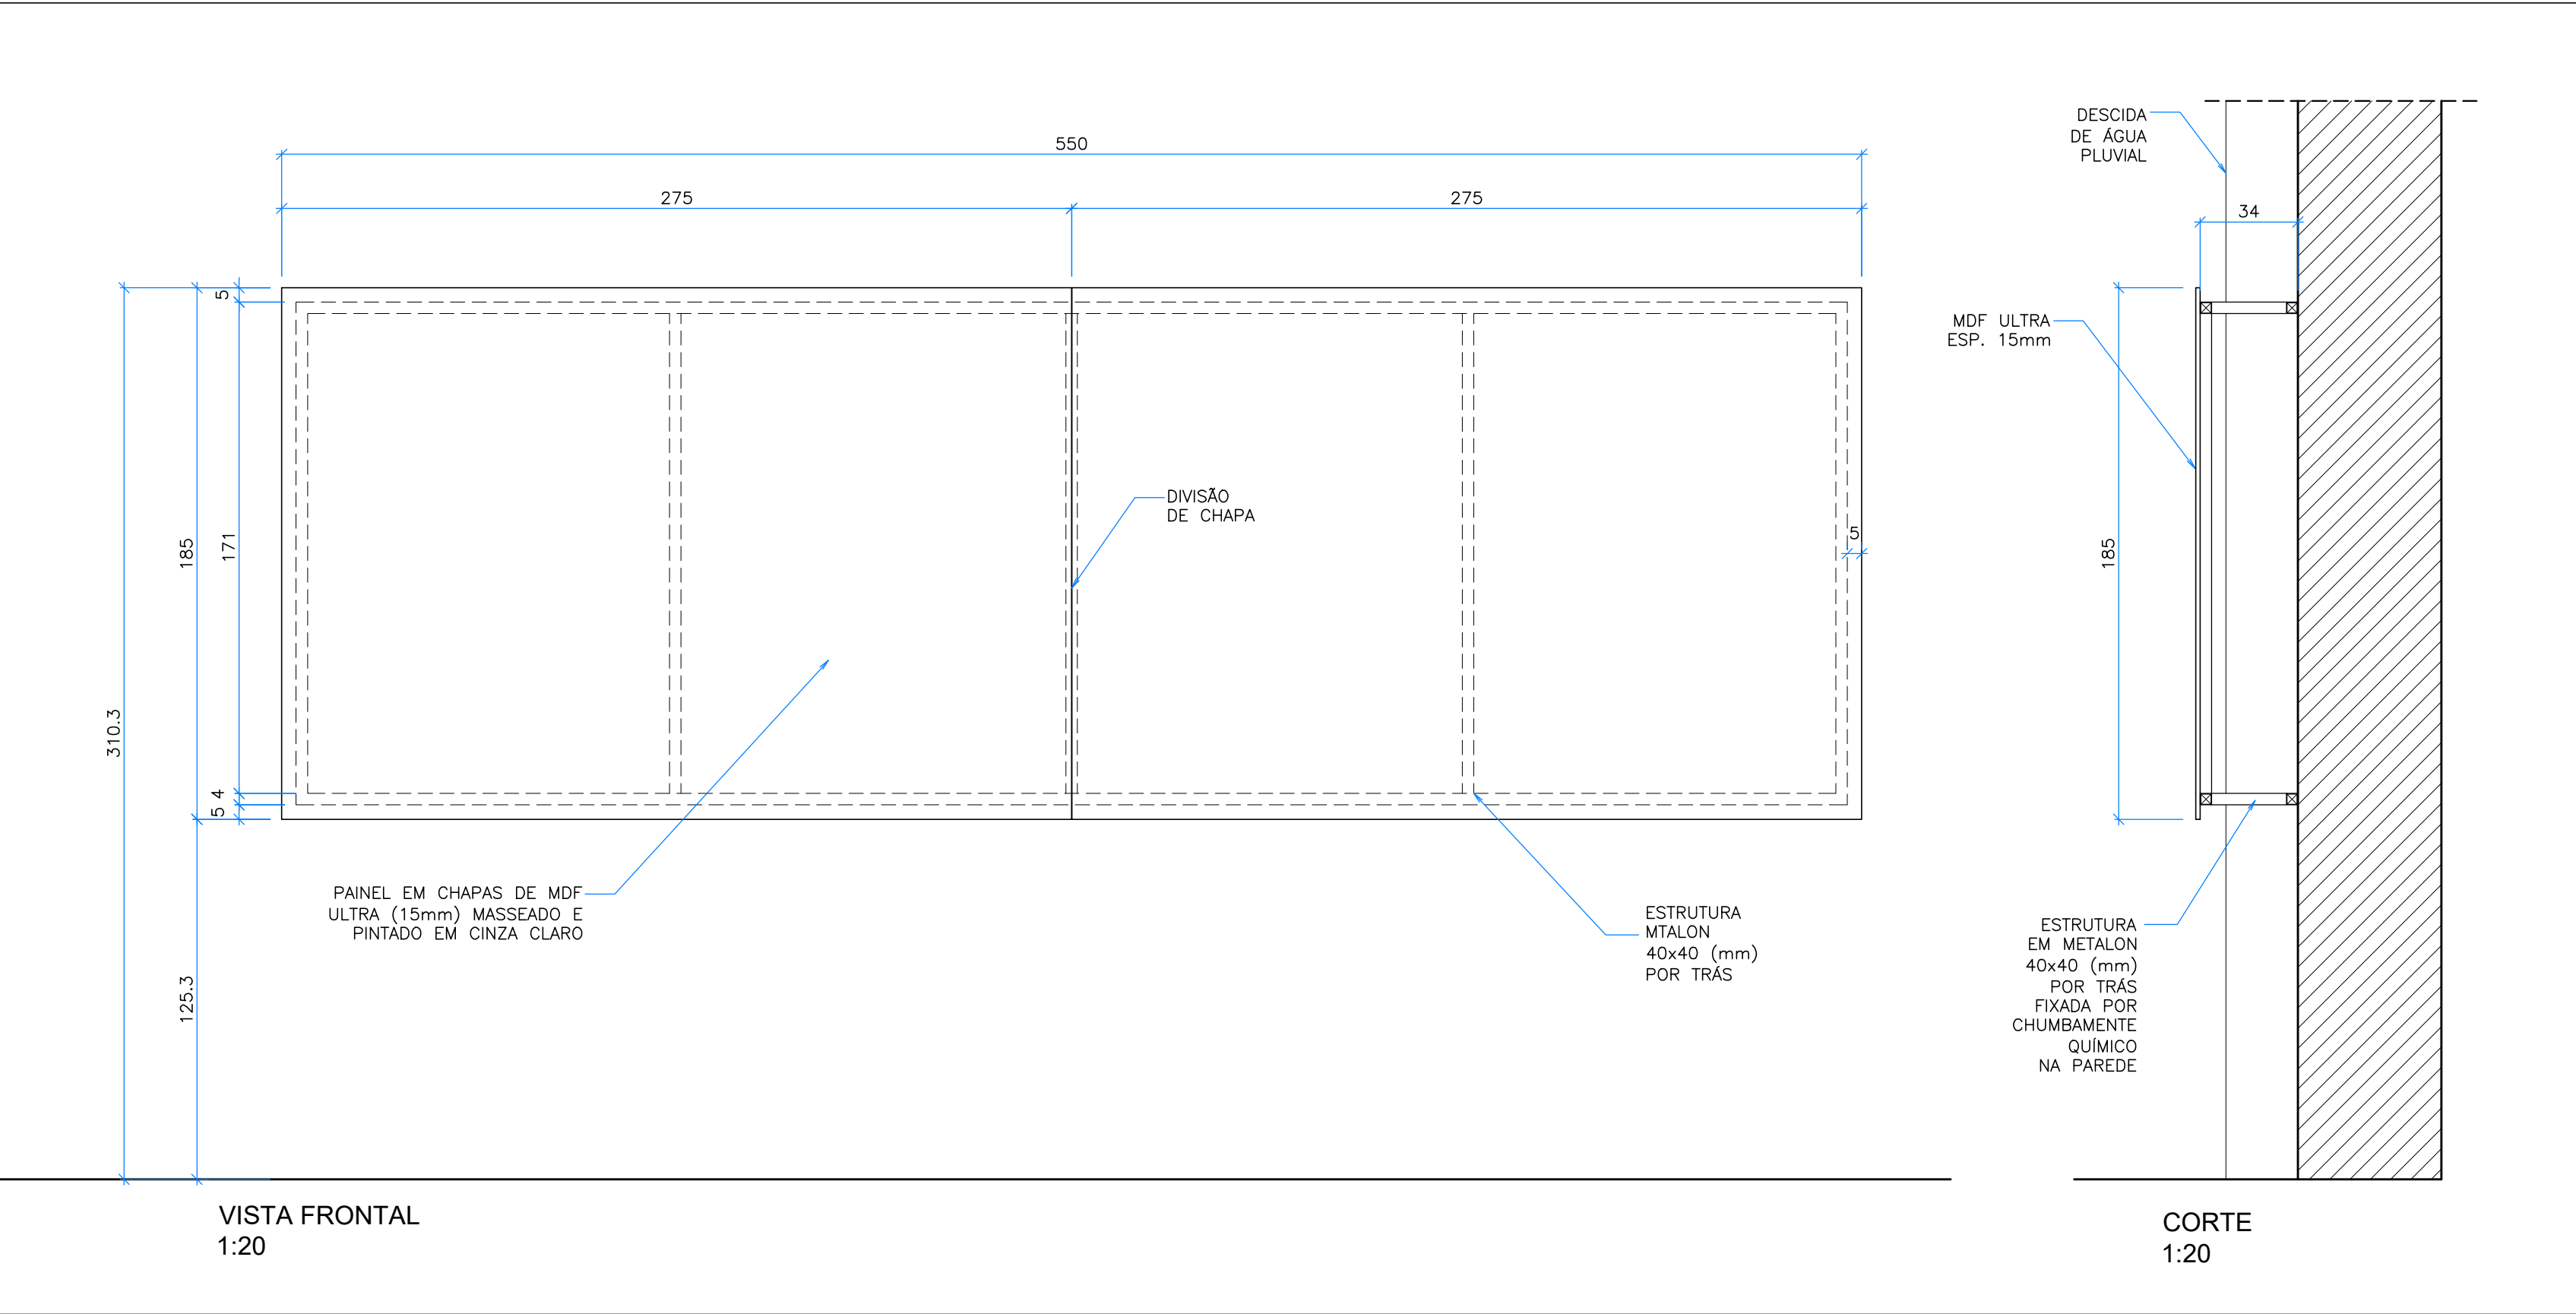 550
275
275
5
171
185
310.3
4
5
125.3
5
DIVISÃO
DE CHAPA
PAINEL EM CHAPAS DE MDF
ULTRA (15mm) MASSEADO E
PINTADO EM CINZA CLARO
ESTRUTURA
MTALON
40x40 (mm)
POR TRÁS
VISTA FRONTAL
1:20
DESCIDA
DE ÁGUA
PLUVIAL
34
MDF ULTRA
ESP. 15mm
185
ESTRUTURA
EM METALON
40x40 (mm)
POR TRÁS
FIXADA POR
CHUMBAMENTE
QUÍMICO
NA PAREDE
CORTE
1:20